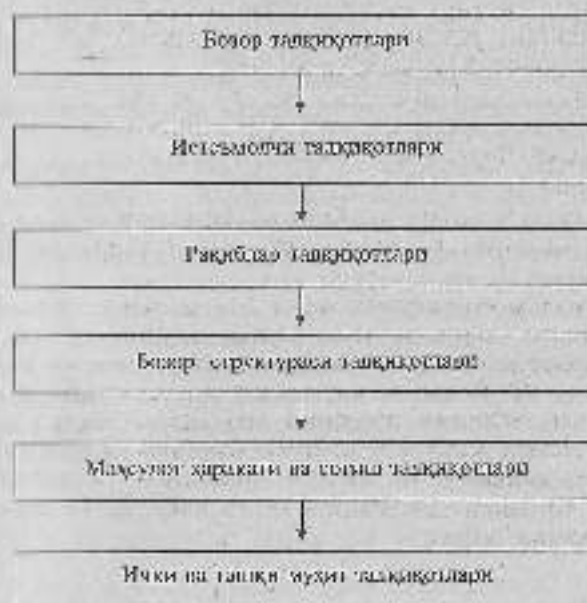 Бозор тадқиқотлари
Истеъмолчи тадқиқотлари
Рақиблар тадқиқотлари
Бозор структураси тадқиқотлари
Маҳсулот ҳаракати ва сотиш тадқиқотлари
Ички ва ташқи муҳит тадқиқотлари